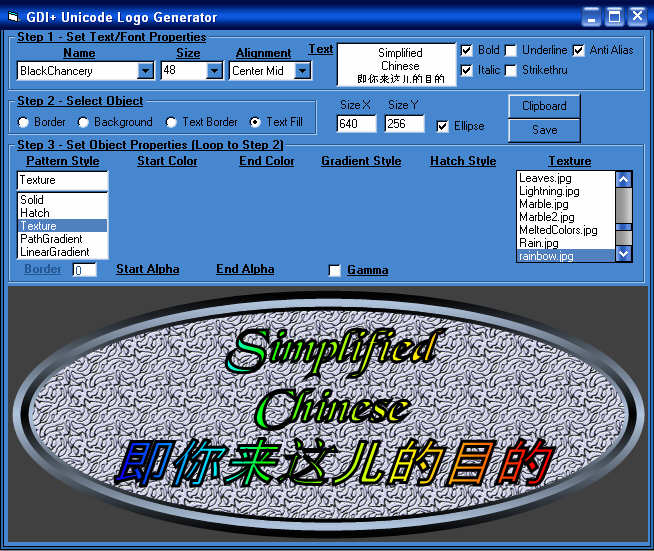 GDI+ Unicode Logo Generator
Step 1 - Set Text/Font Properties
Name Size Alignment Text
BlackChancery 48 Center Mid
Simplified
Chinese
即你来这儿的目的
Bold Underline Anti Alias
Italic Strikethru
Step 2 - Select Object
Border Background Text Border Text Fill
Size X Size Y
640 256 Ellipse
Clipboard
Save
Step 3 - Set Object Properties (Loop to Step 2)
Pattern Style Start Color End Color Gradient Style Hatch Style Texture
Texture
Solid
Hatch
Texture
PathGradient
LinearGradient
Leaves.jpg
Lightning.jpg
Marble.jpg
Marble2.jpg
MeltedColors.jpg
Rain.jpg
rainbow.jpg
Border 0 Start Alpha End Alpha Gamma
Simplified
Chinese
即你来这儿的目的